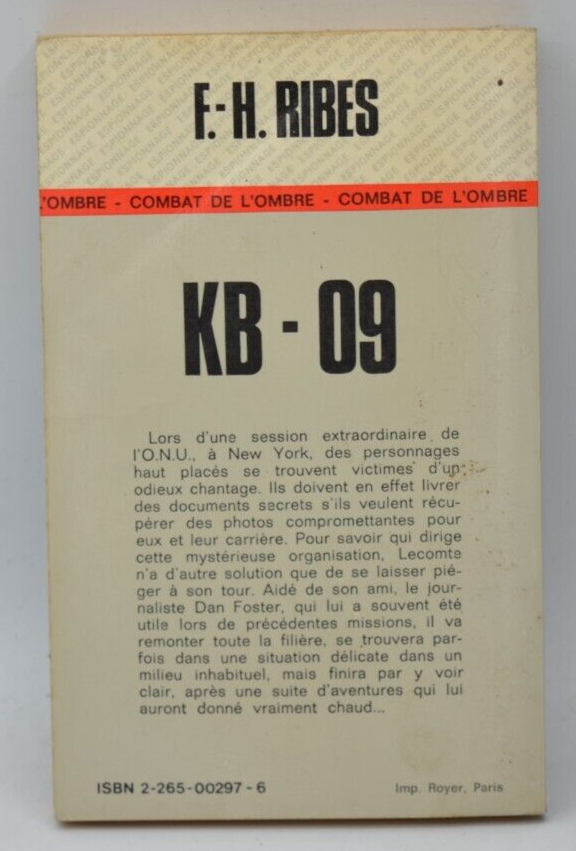 F.-H. RIBES
L'OMBRE - COMBAT DE L'OMBRE - COMBAT DE L'OMBRE
KB - 09
Lors d'une session extraordinaire de
l'O.N.U., à New York, des personnages
haut placés se trouvent victimes d'un
odieux chantage. Ils doivent en effet livrer
des documents secrets s'ils veulent récu-
pérer des photos compromettantes pour
eux et leur carrière. Pour savoir qui dirige
cette mystérieuse organisation, Lecomte
n'a d'autre solution que de se laisser pié-
ger à son tour. Aidé de son ami, le jour-
naliste Dan Foster, qui lui a souvent été
utile lors de précédentes missions, il va
remonter toute la filière, se trouvera par-
fois dans une situation délicate dans un
milieu inhabituel, mais finira par y voir
clair, après une suite d'aventures qui lui
auront donné vraiment chaud...
ISBN 2-265-00297-6
Imp. Royer, Paris